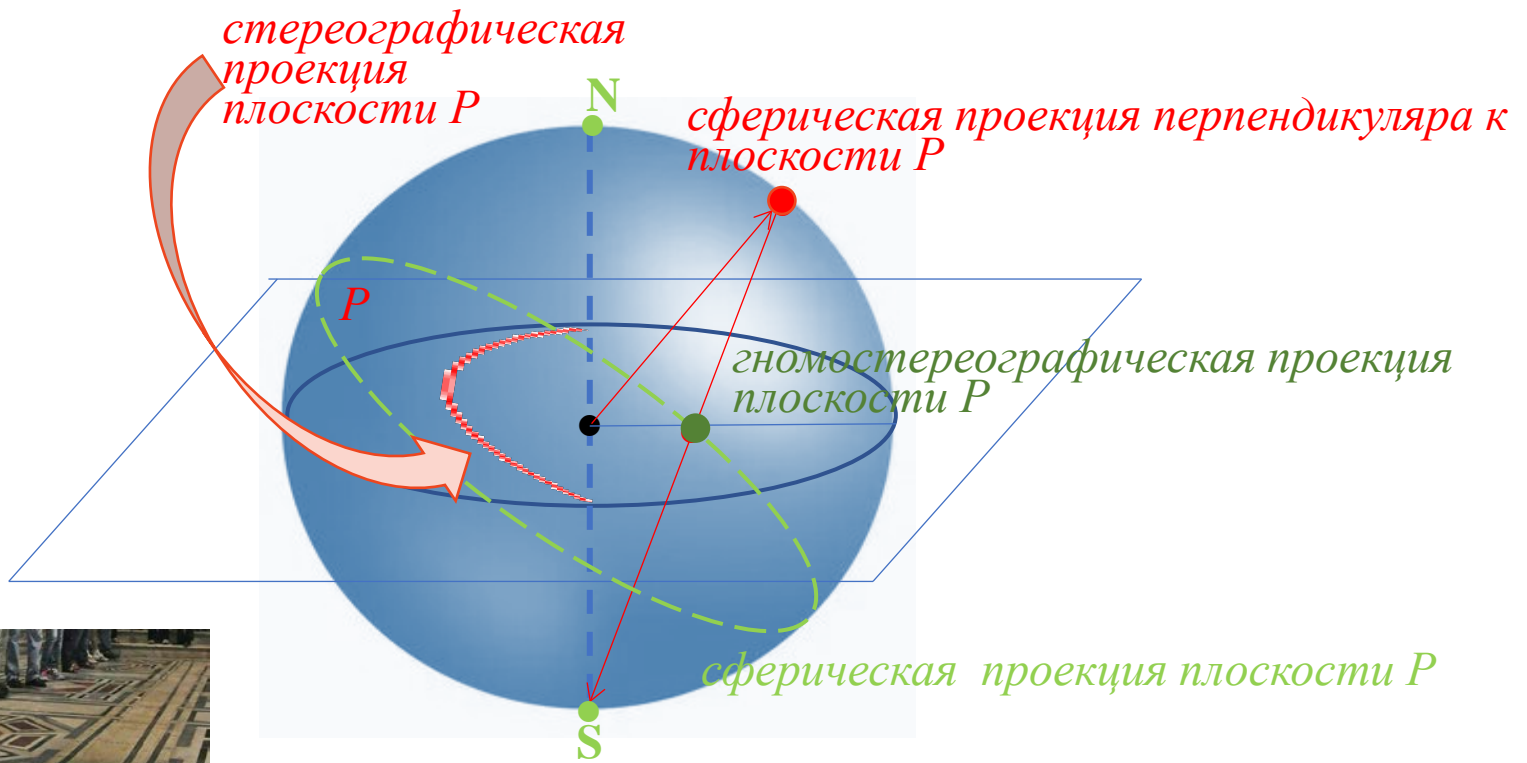 стереографическая
проекция
плоскости P
N
сферическая проекция перпендикуляра к
плоскости P
P
гномостереографическая проекция
плоскости P
сферическая проекция плоскости P
S